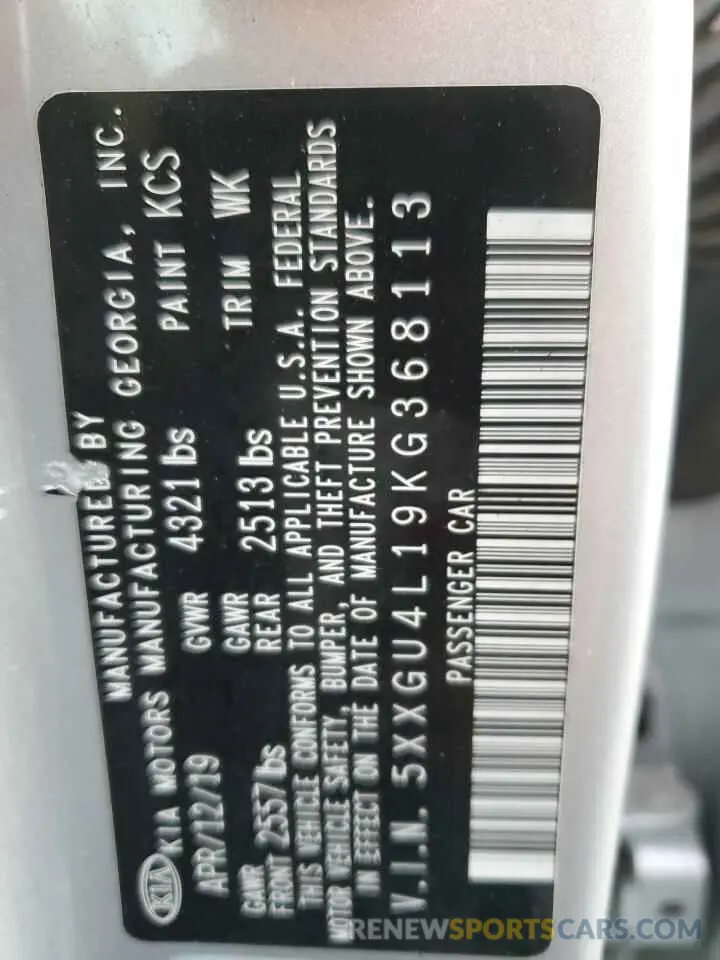 MANUFACTURED BY
KIA KIA MOTORS MANUFACTURING GEORGIA, INC.
APR/12/19 GVWR 4321 lbs PAINT KCS
GAWR FRONT 2557 lbs GAWR REAR 2513 lbs TRIM WK
THIS VEHICLE CONFORMS TO ALL APPLICABLE U.S.A. FEDERAL
MOTOR VEHICLE SAFETY, BUMPER, AND THEFT PREVENTION STANDARDS
IN EFFECT ON THE DATE OF MANUFACTURE SHOWN ABOVE.
V.I.N. 5XXGU4L19KG368113
PASSENGER CAR
RENEWSPORTSCARS.COM